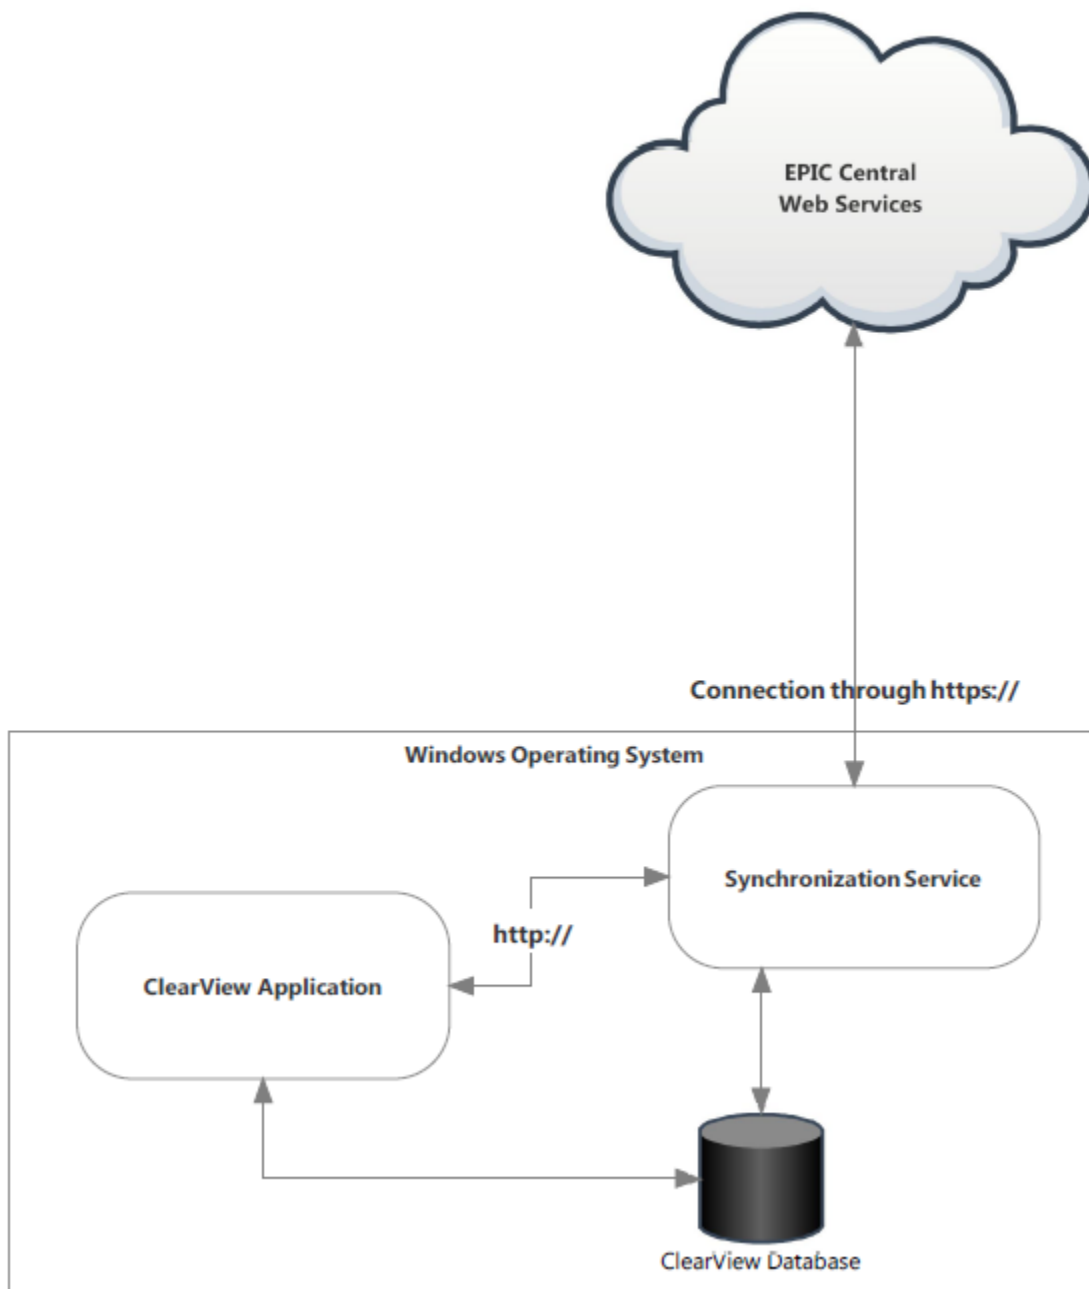 EPIC Central
Web Services
Connection through https://
Windows Operating System
Synchronization Service
http://
ClearView Application
ClearView Database